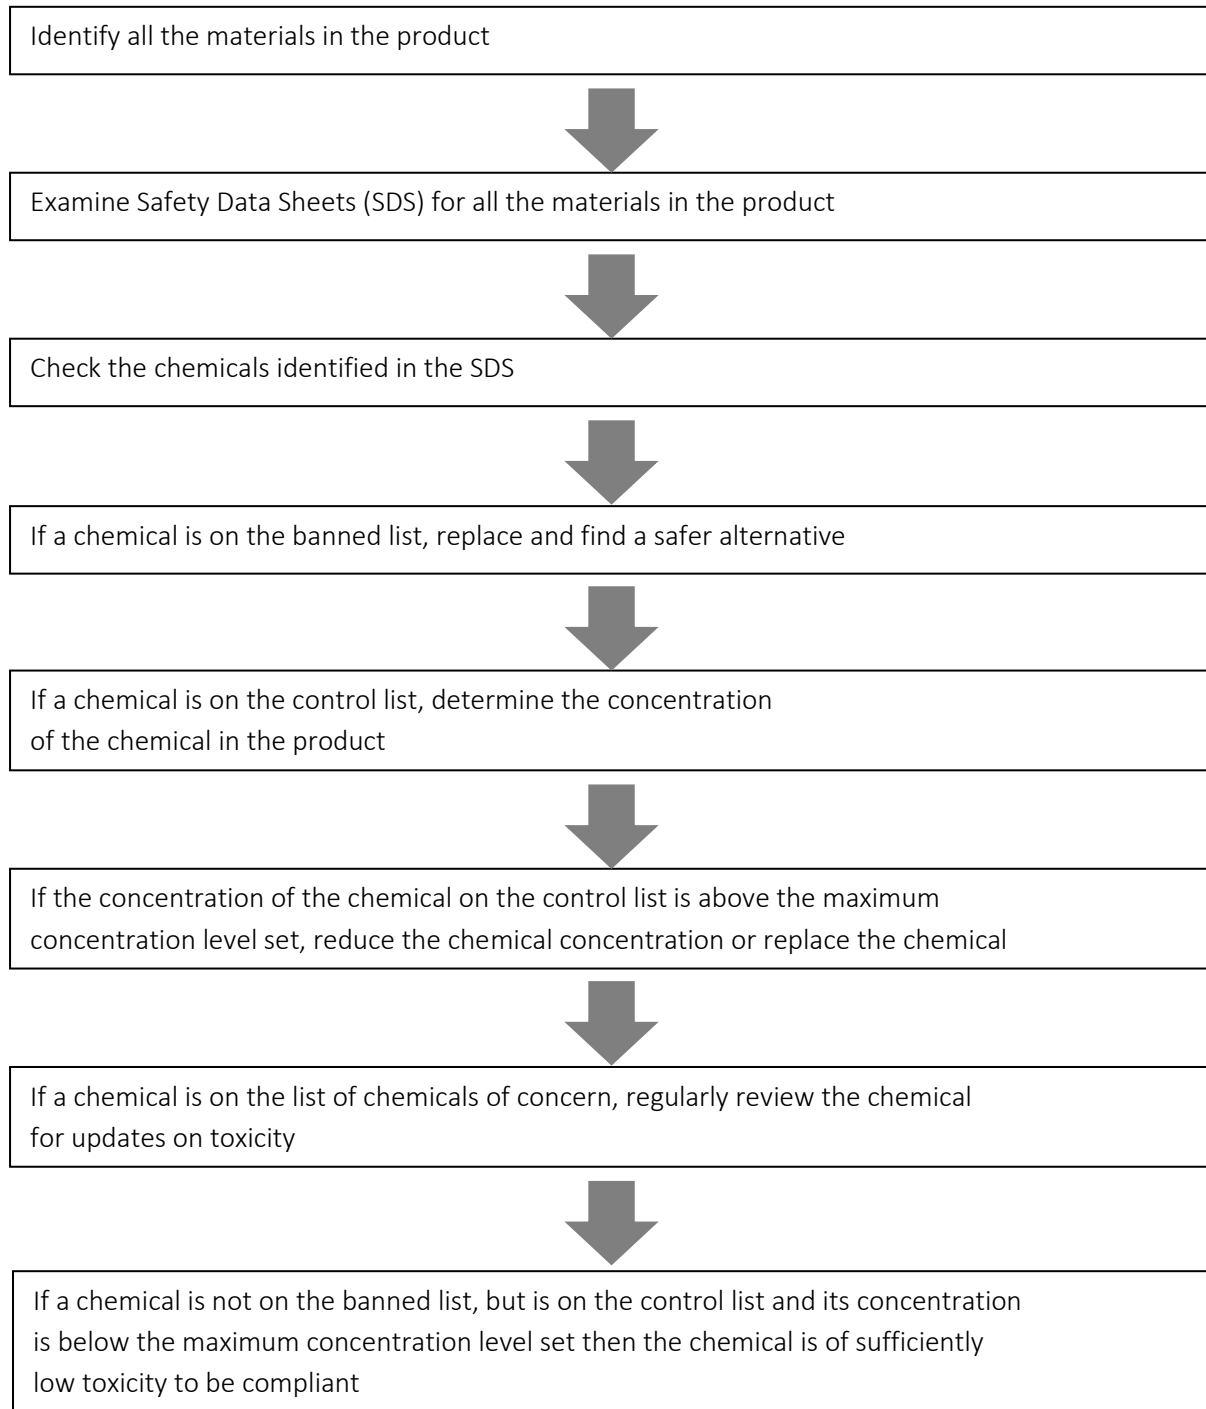 Identify all the materials in the product
Examine Safety Data Sheets (SDS) for all the materials in the product
Check the chemicals identified in the SDS
If a chemical is on the banned list, replace and find a safer alternative
If a chemical is on the control list, determine the concentration
of the chemical in the product
If the concentration of the chemical on the control list is above the maximum
concentration level set, reduce the chemical concentration or replace the chemical
If a chemical is on the list of chemicals of concern, regularly review the chemical
for updates on toxicity
If a chemical is not on the banned list, but is on the control list and its concentration
is below the maximum concentration level set then the chemical is of sufficiently
low toxicity to be compliant